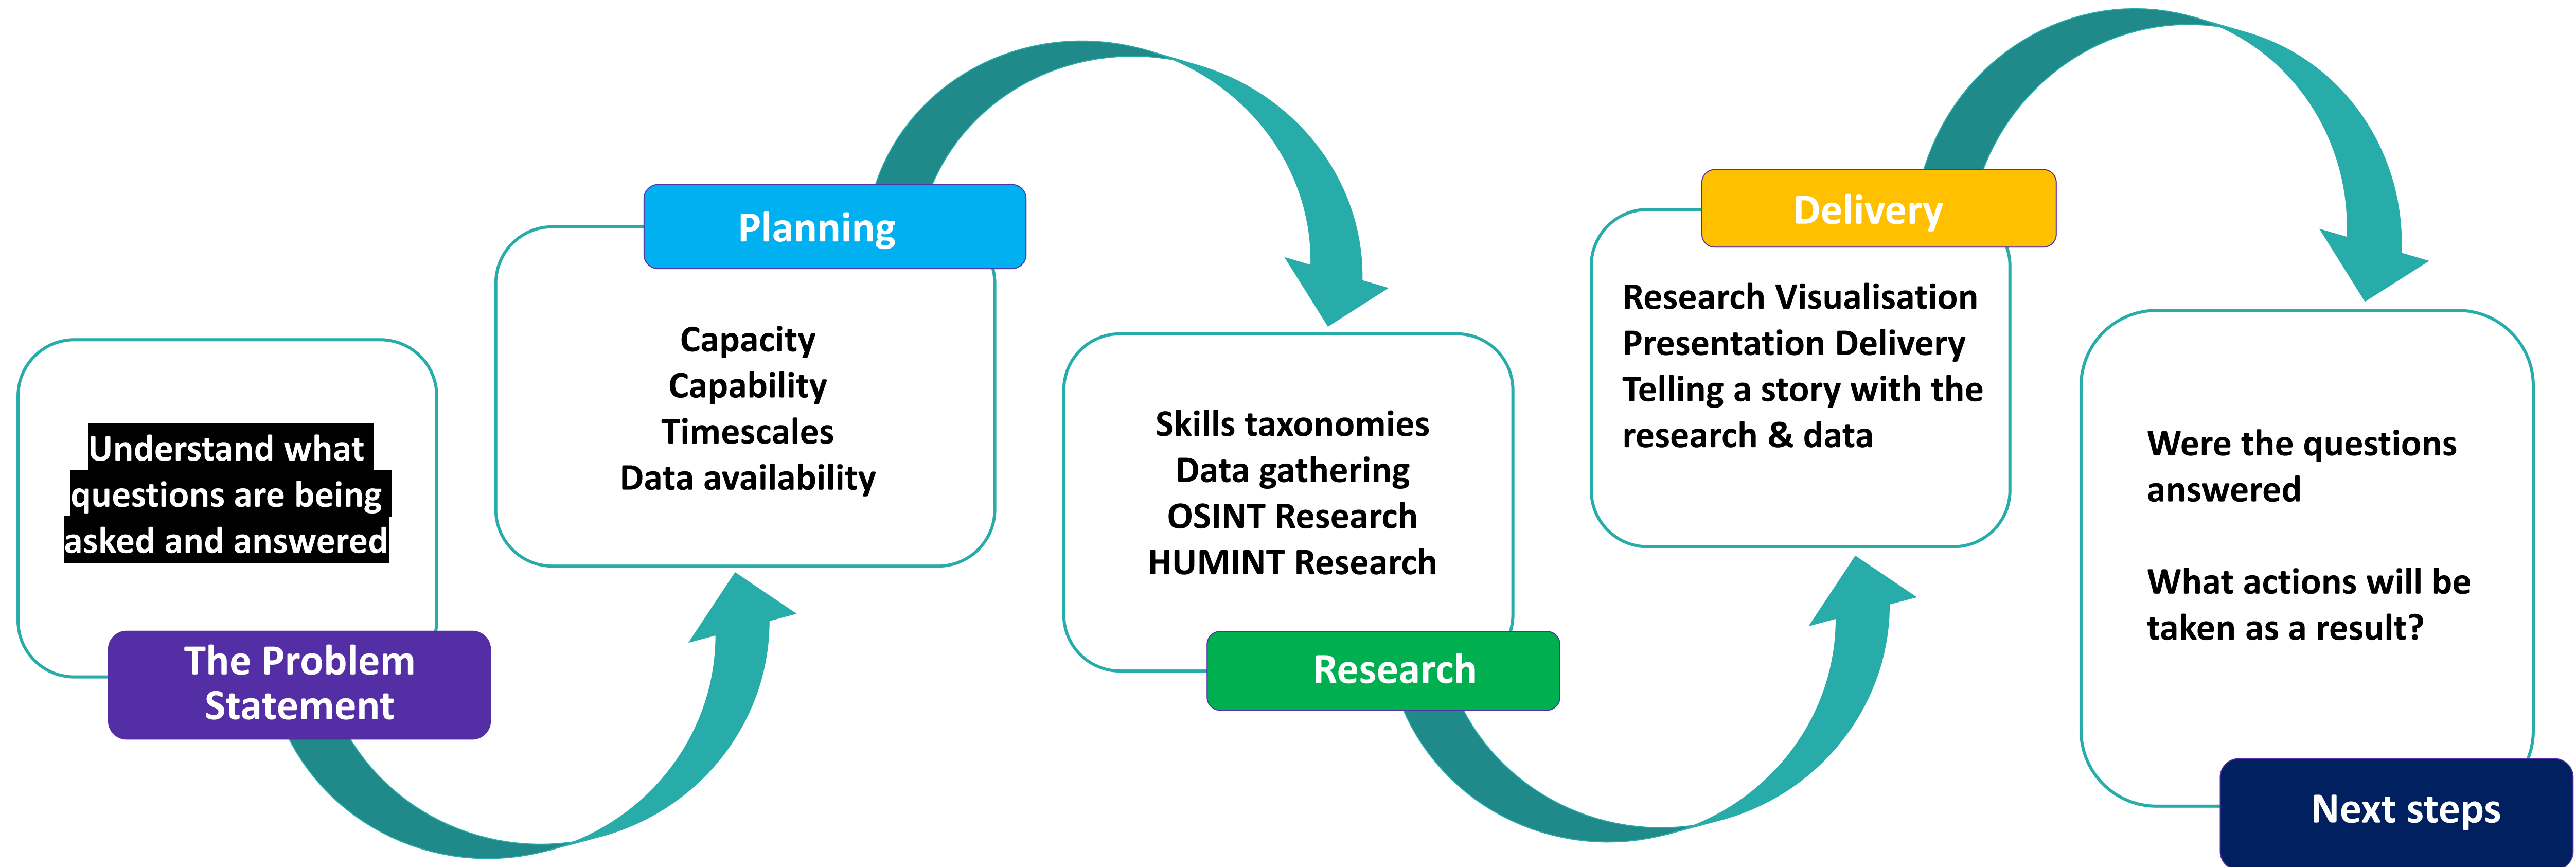 Understand what
questions are being
asked and answered
The Problem
Statement
Planning
Capacity
Capability
Timescales
Data availability
Skills taxonomies
Data gathering
OSINT Research
HUMINT Research
Research
Delivery
Research Visualisation
Presentation Delivery
Telling a story with the
research & data
Were the questions
answered
What actions will be
taken as a result?
Next steps